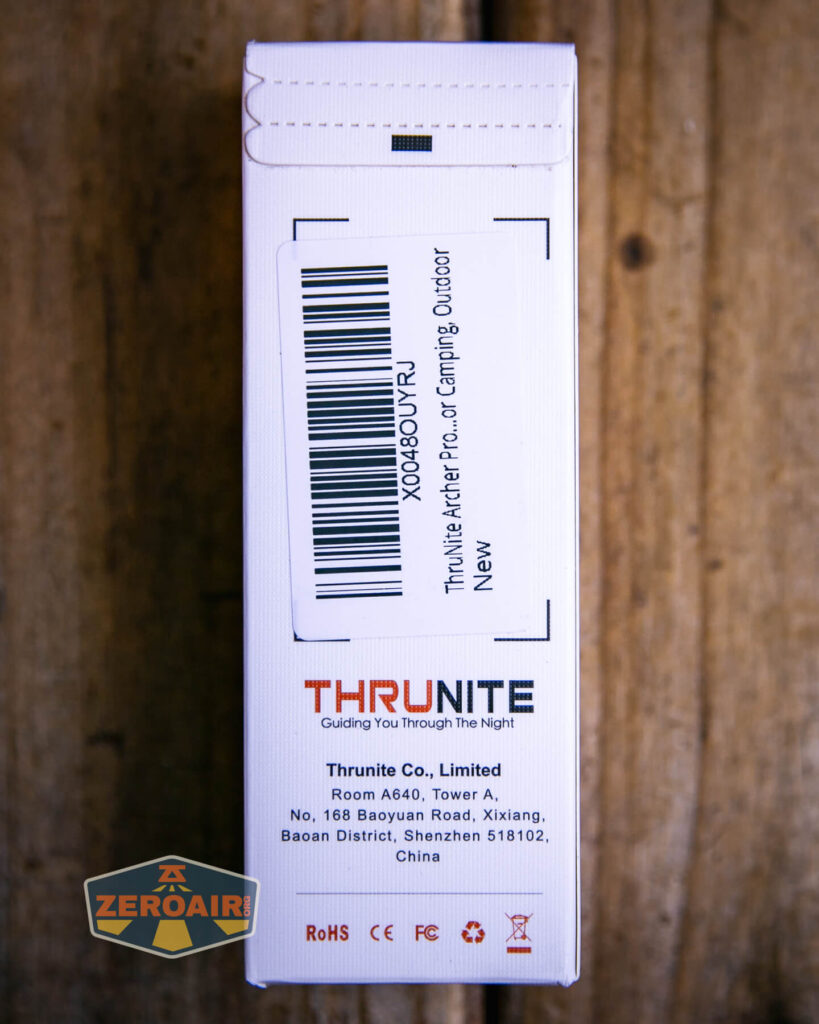 X0048OUYRJ
ThruNite Archer Pro...or Camping, Outdoor
New
THRUNITE
Guiding You Through The Night
Thrunite Co., Limited
Room A640, Tower A,
No, 168 Baoyuan Road, Xixiang,
Baoan District, Shenzhen 518102,
China
RoHS CE FC
ZEROAIR.ORG